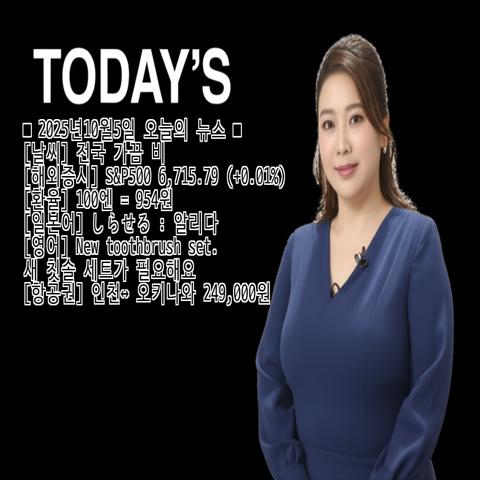 TODAY'S
□ 2025년10월5일 오늘의 뉴스 □
[날씨] 전국 가끔 비
[해외증시] S&P500 6,715.79 (+0.01%)
[환율] 100엔 = 954원
[일본어] しらせる : 알리다
[영어] New toothbrush set.
새 칫솔 세트가 필요해요
[항공권] 인천↔ 오키나와 249,000원